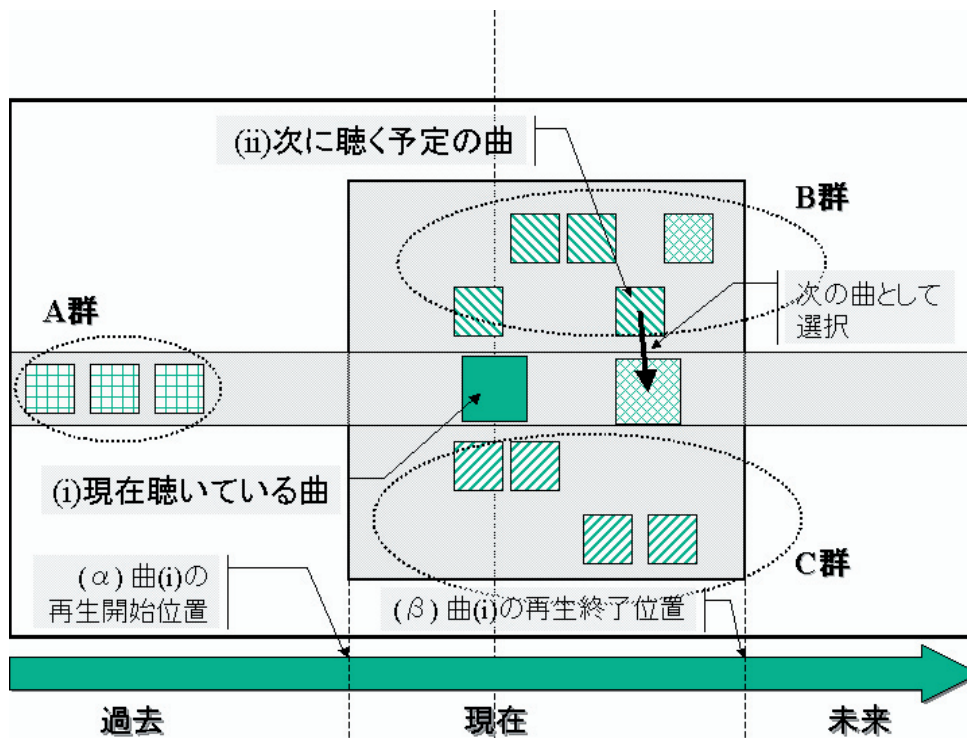 (ii)次に聴く予定の曲
B群
次の曲として
選択
A群
(i)現在聴いている曲
C群
(α) 曲(i)の
再生開始位置
(β) 曲(i)の再生終了位置
過去
現在
未来